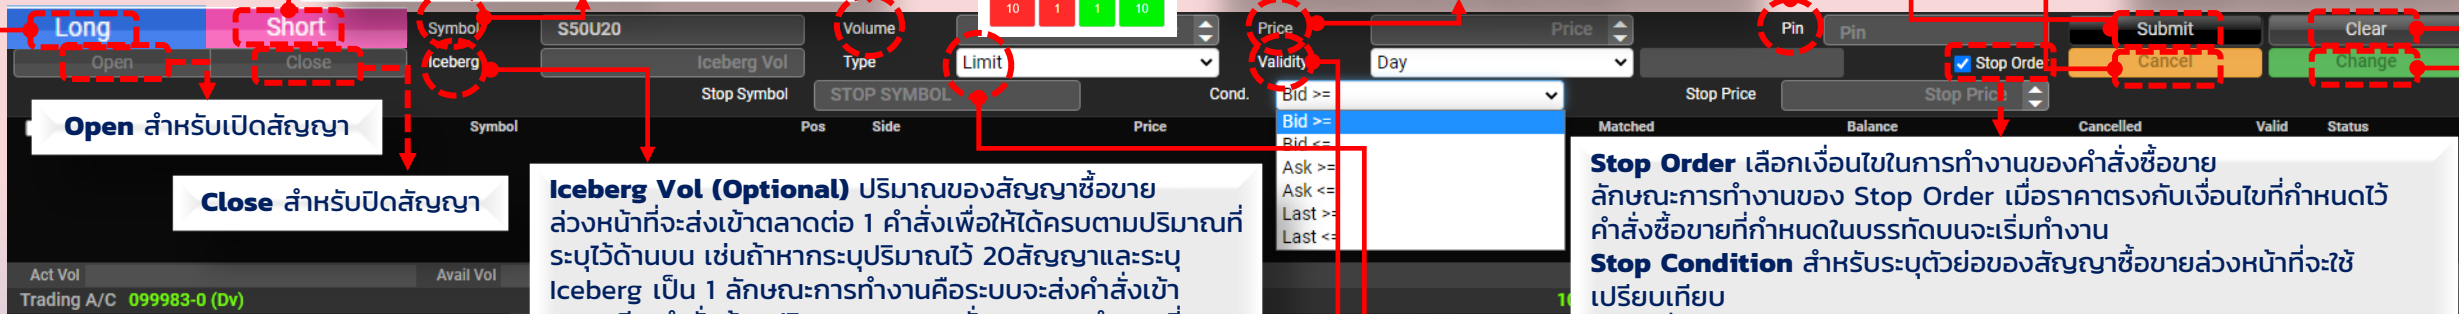 10 1 1 10
Long Short Symbol S50U20 Volume Price Price Pin Pin Submit Clear
Open Close Iceberg Iceberg Vol Type Limit Validity Day Stop Order Cancel Change
Stop Symbol STOP SYMBOL Cond. Bid >= Stop Price Stop Price
Symbol Pos Side Price Matched Balance Cancelled Valid Status
Bid >=
Bid <=
Ask >=
Ask <=
Last >=
Last <=
Open สำหรับเปิดสัญญา
Close สำหรับปิดสัญญา
Iceberg Vol (Optional) ปริมาณของสัญญาซื้อขาย
ล่วงหน้าที่จะส่งเข้าตลาดต่อ 1 คำสั่งเพื่อให้ได้ครบตามปริมาณที่
ระบุไว้ด้านบน เช่นถ้าหากระบุปริมาณไว้ 20สัญญาและระบุ
Iceberg เป็น 1 ลักษณะการทำงานคือระบบจะส่งคำสั่งเข้า
Stop Order เลือกเงื่อนไขในการทำงานของคำสั่งซื้อขาย
ลักษณะการทำงานของ Stop Order เมื่อราคาตรงกับเงื่อนไขที่กำหนดไว้
คำสั่งซื้อขายที่กำหนดในบรรทัดบนจะเริ่มทำงาน
Stop Condition สำหรับระบุตัวย่อของสัญญาซื้อขายล่วงหน้าที่จะใช้
เปรียบเทียบ
Act Vol Avail Vol
Trading A/C 099983-0 (Dv)